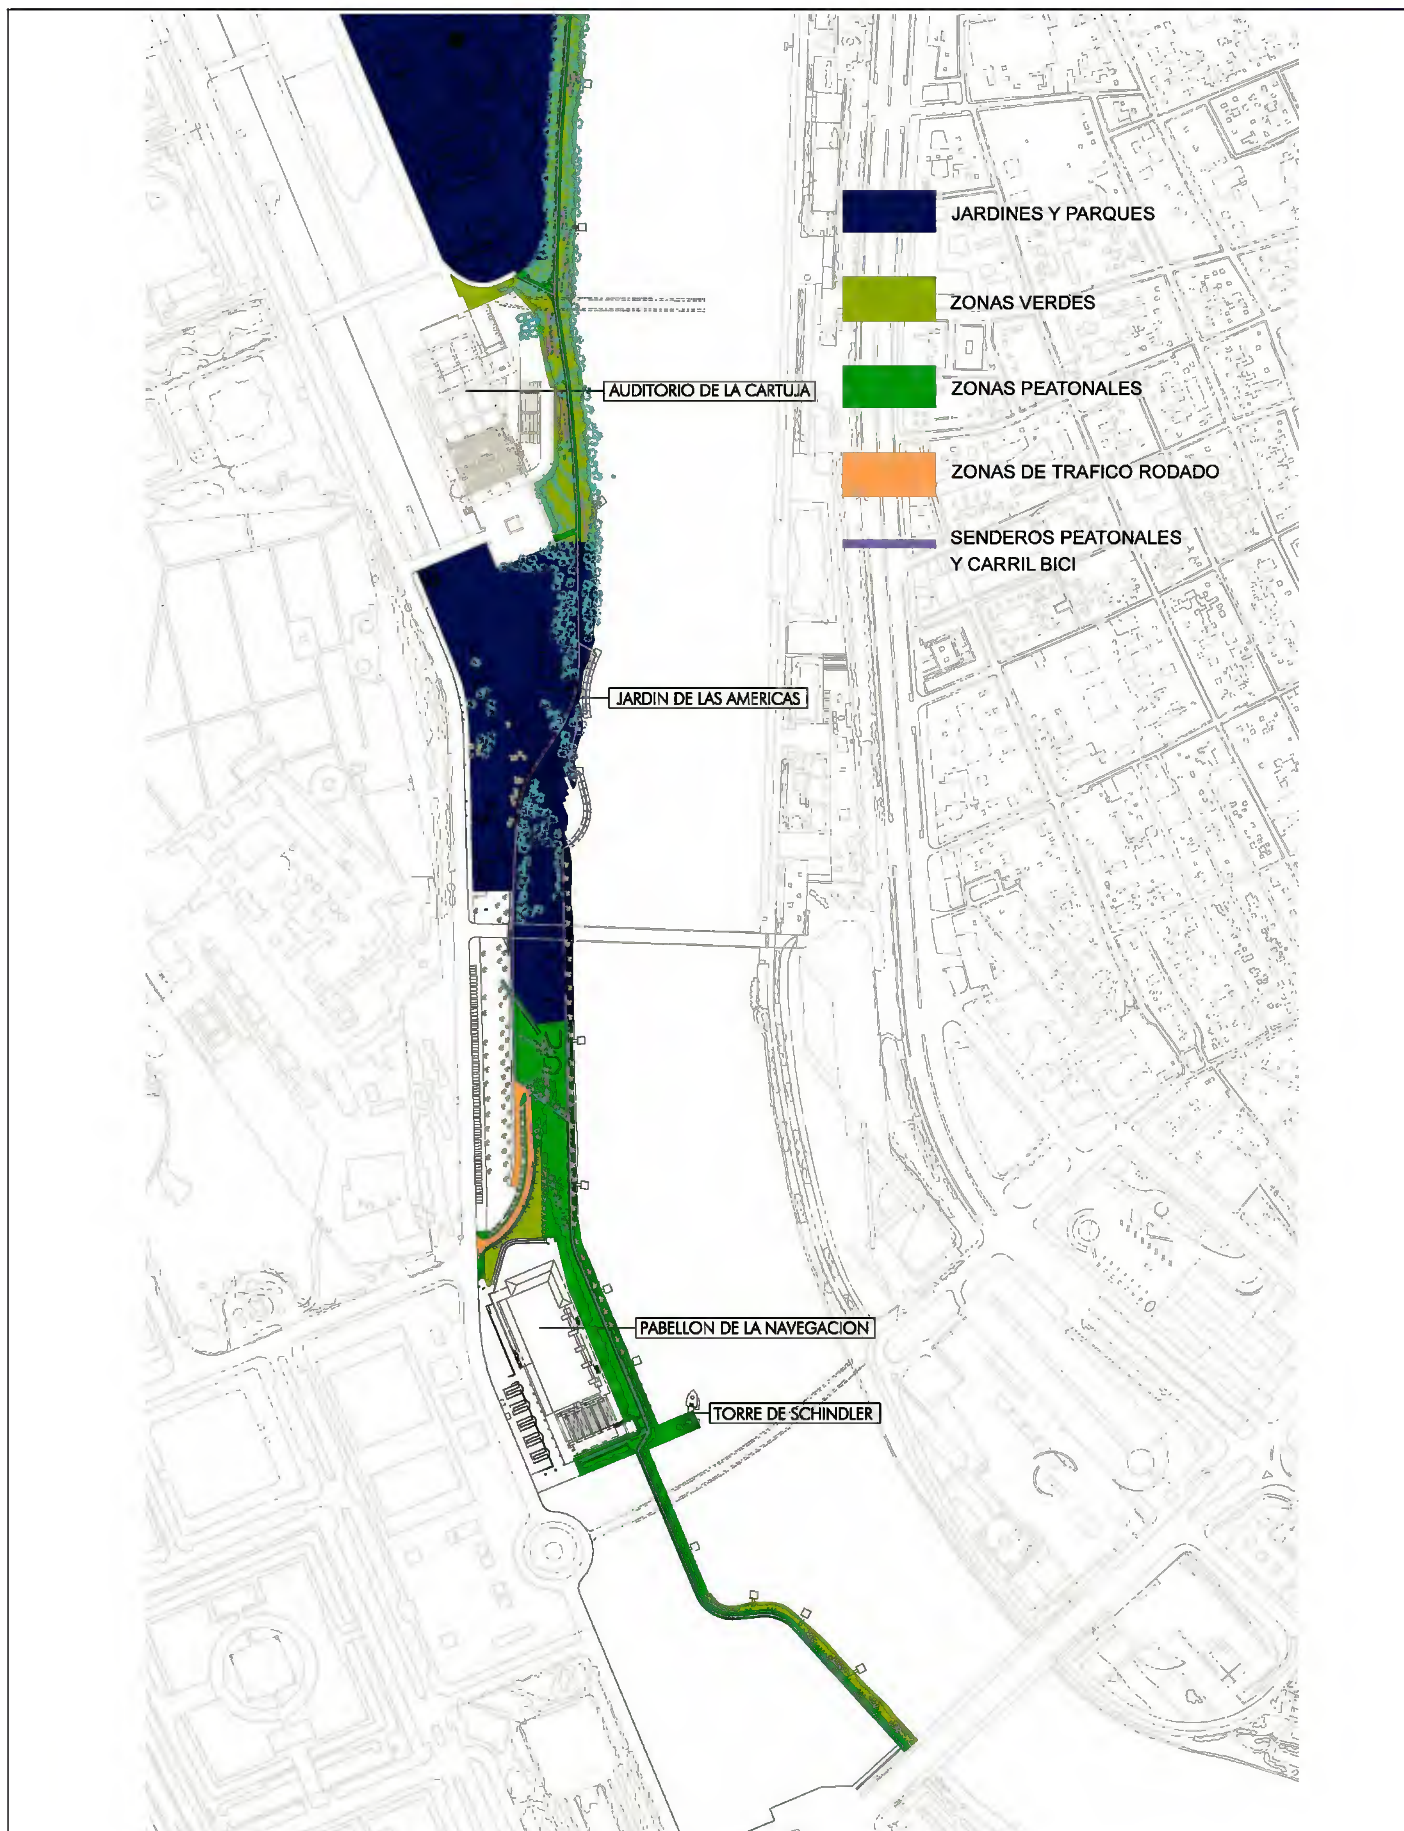 JARDINES Y PARQUES
ZONAS VERDES
AUDITORIO DE LA CARTUJA
ZONAS PEATONALES
ZONAS DE TRAFICO RODADO
SENDEROS PEATONALES
Y CARRIL BICI
JARDIN DE LAS AMERICAS
PABELLON DE LA NAVEGACION
TORRE DE SCHINDLER